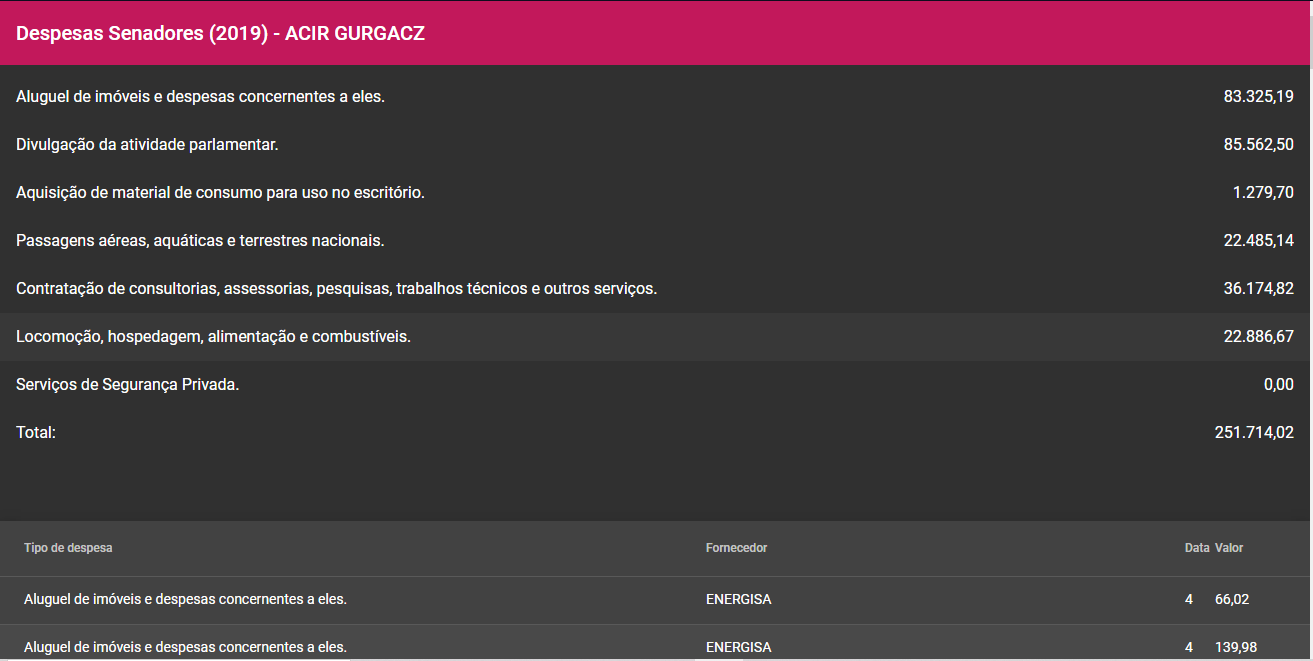 Despesas Senadores (2019) - ACIR GURGACZ
Aluguel de imóveis e despesas concernentes a eles. 83.325,19
Divulgação da atividade parlamentar. 85.562,50
Aquisição de material de consumo para uso no escritório. 1.279,70
Passagens aéreas, aquáticas e terrestres nacionais. 22.485,14
Contratação de consultorias, assessorias, pesquisas, trabalhos técnicos e outros serviços. 36.174,82
Locomoção, hospedagem, alimentação e combustíveis. 22.886,67
Serviços de Segurança Privada. 0,00
Total: 251.714,02
Tipo de despesa Fornecedor Data Valor
Aluguel de imóveis e despesas concernentes a eles. ENERGISA 4 66,02
Aluguel de imóveis e despesas concernentes a eles. ENERGISA 4 139,98